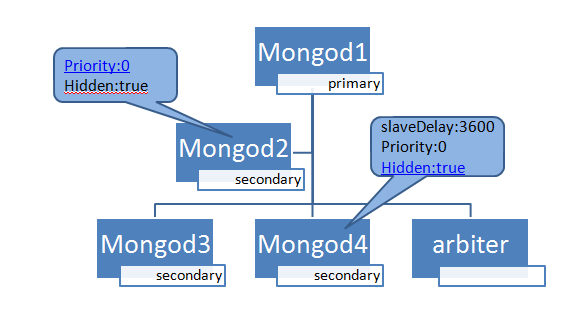 Mongod1
primary
Priority:0
Hidden:true
Mongod2
secondary
slaveDelay:3600
Priority:0
Hidden:true
Mongod3
secondary
Mongod4
secondary
arbiter